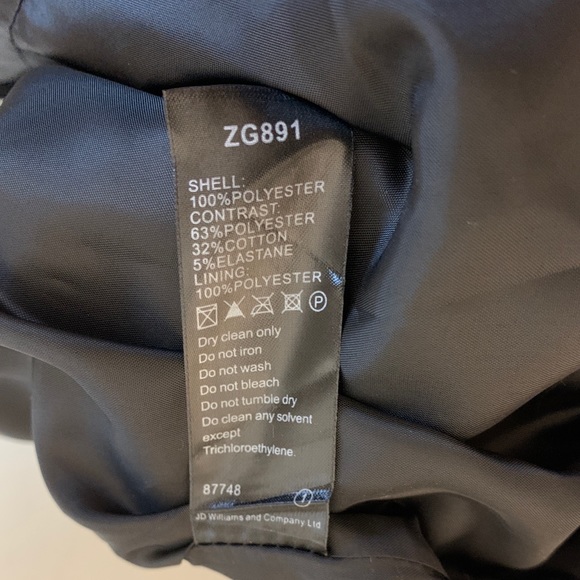 ZG891
SHELL:
100%POLYESTER
CONTRAST:
63%POLYESTER
32%COTTON
5%ELASTANE
LINING:
100%POLYESTER
P
Dry clean only
Do not iron
Do not wash
Do not bleach
Do not tumble dry
Do clean any solvent
except
Trichloroethylene.
87748 7
JD Williams and Company Ltd